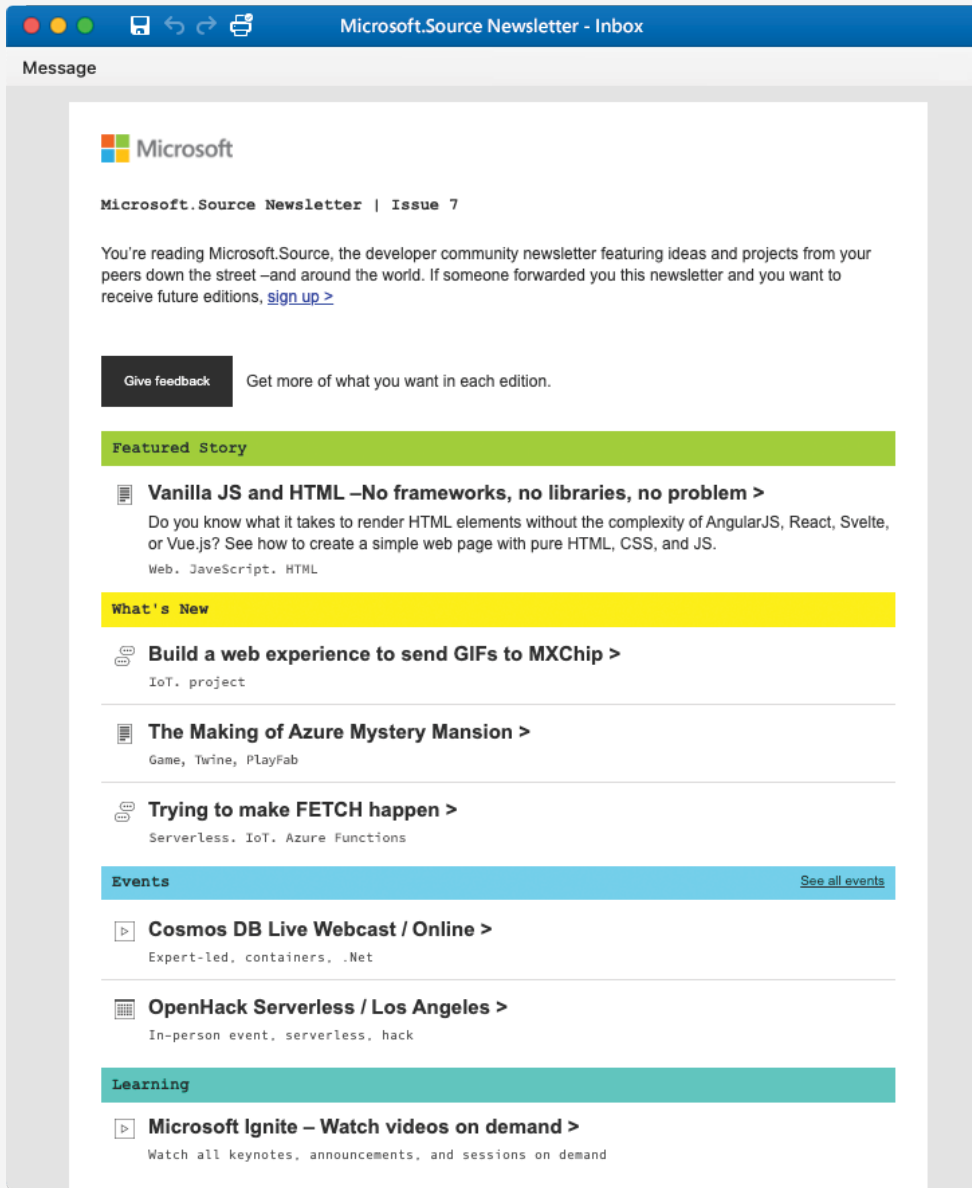 Microsoft.Source Newsletter - Inbox
Message
Microsoft
Microsoft.Source Newsletter | Issue 7
You're reading Microsoft.Source, the developer community newsletter featuring ideas and projects from your
peers down the street –and around the world. If someone forwarded you this newsletter and you want to
receive future editions, sign up >
Give feedback
Get more of what you want in each edition.
Featured Story
Vanilla JS and HTML –No frameworks, no libraries, no problem >
Do you know what it takes to render HTML elements without the complexity of AngularJS, React, Svelte,
or Vue.js? See how to create a simple web page with pure HTML, CSS, and JS.
Web. JaveScript. HTML
What's New
Build a web experience to send GIFs to MXChip >
IoT. project
The Making of Azure Mystery Mansion >
Game, Twine, PlayFab
Trying to make FETCH happen >
Serverless. IoT. Azure Functions
Events
See all events
Cosmos DB Live Webcast / Online >
Expert-led, containers, .Net
OpenHack Serverless / Los Angeles >
In-person event, serverless, hack
Learning
Microsoft Ignite – Watch videos on demand >
Watch all keynotes, announcements, and sessions on demand